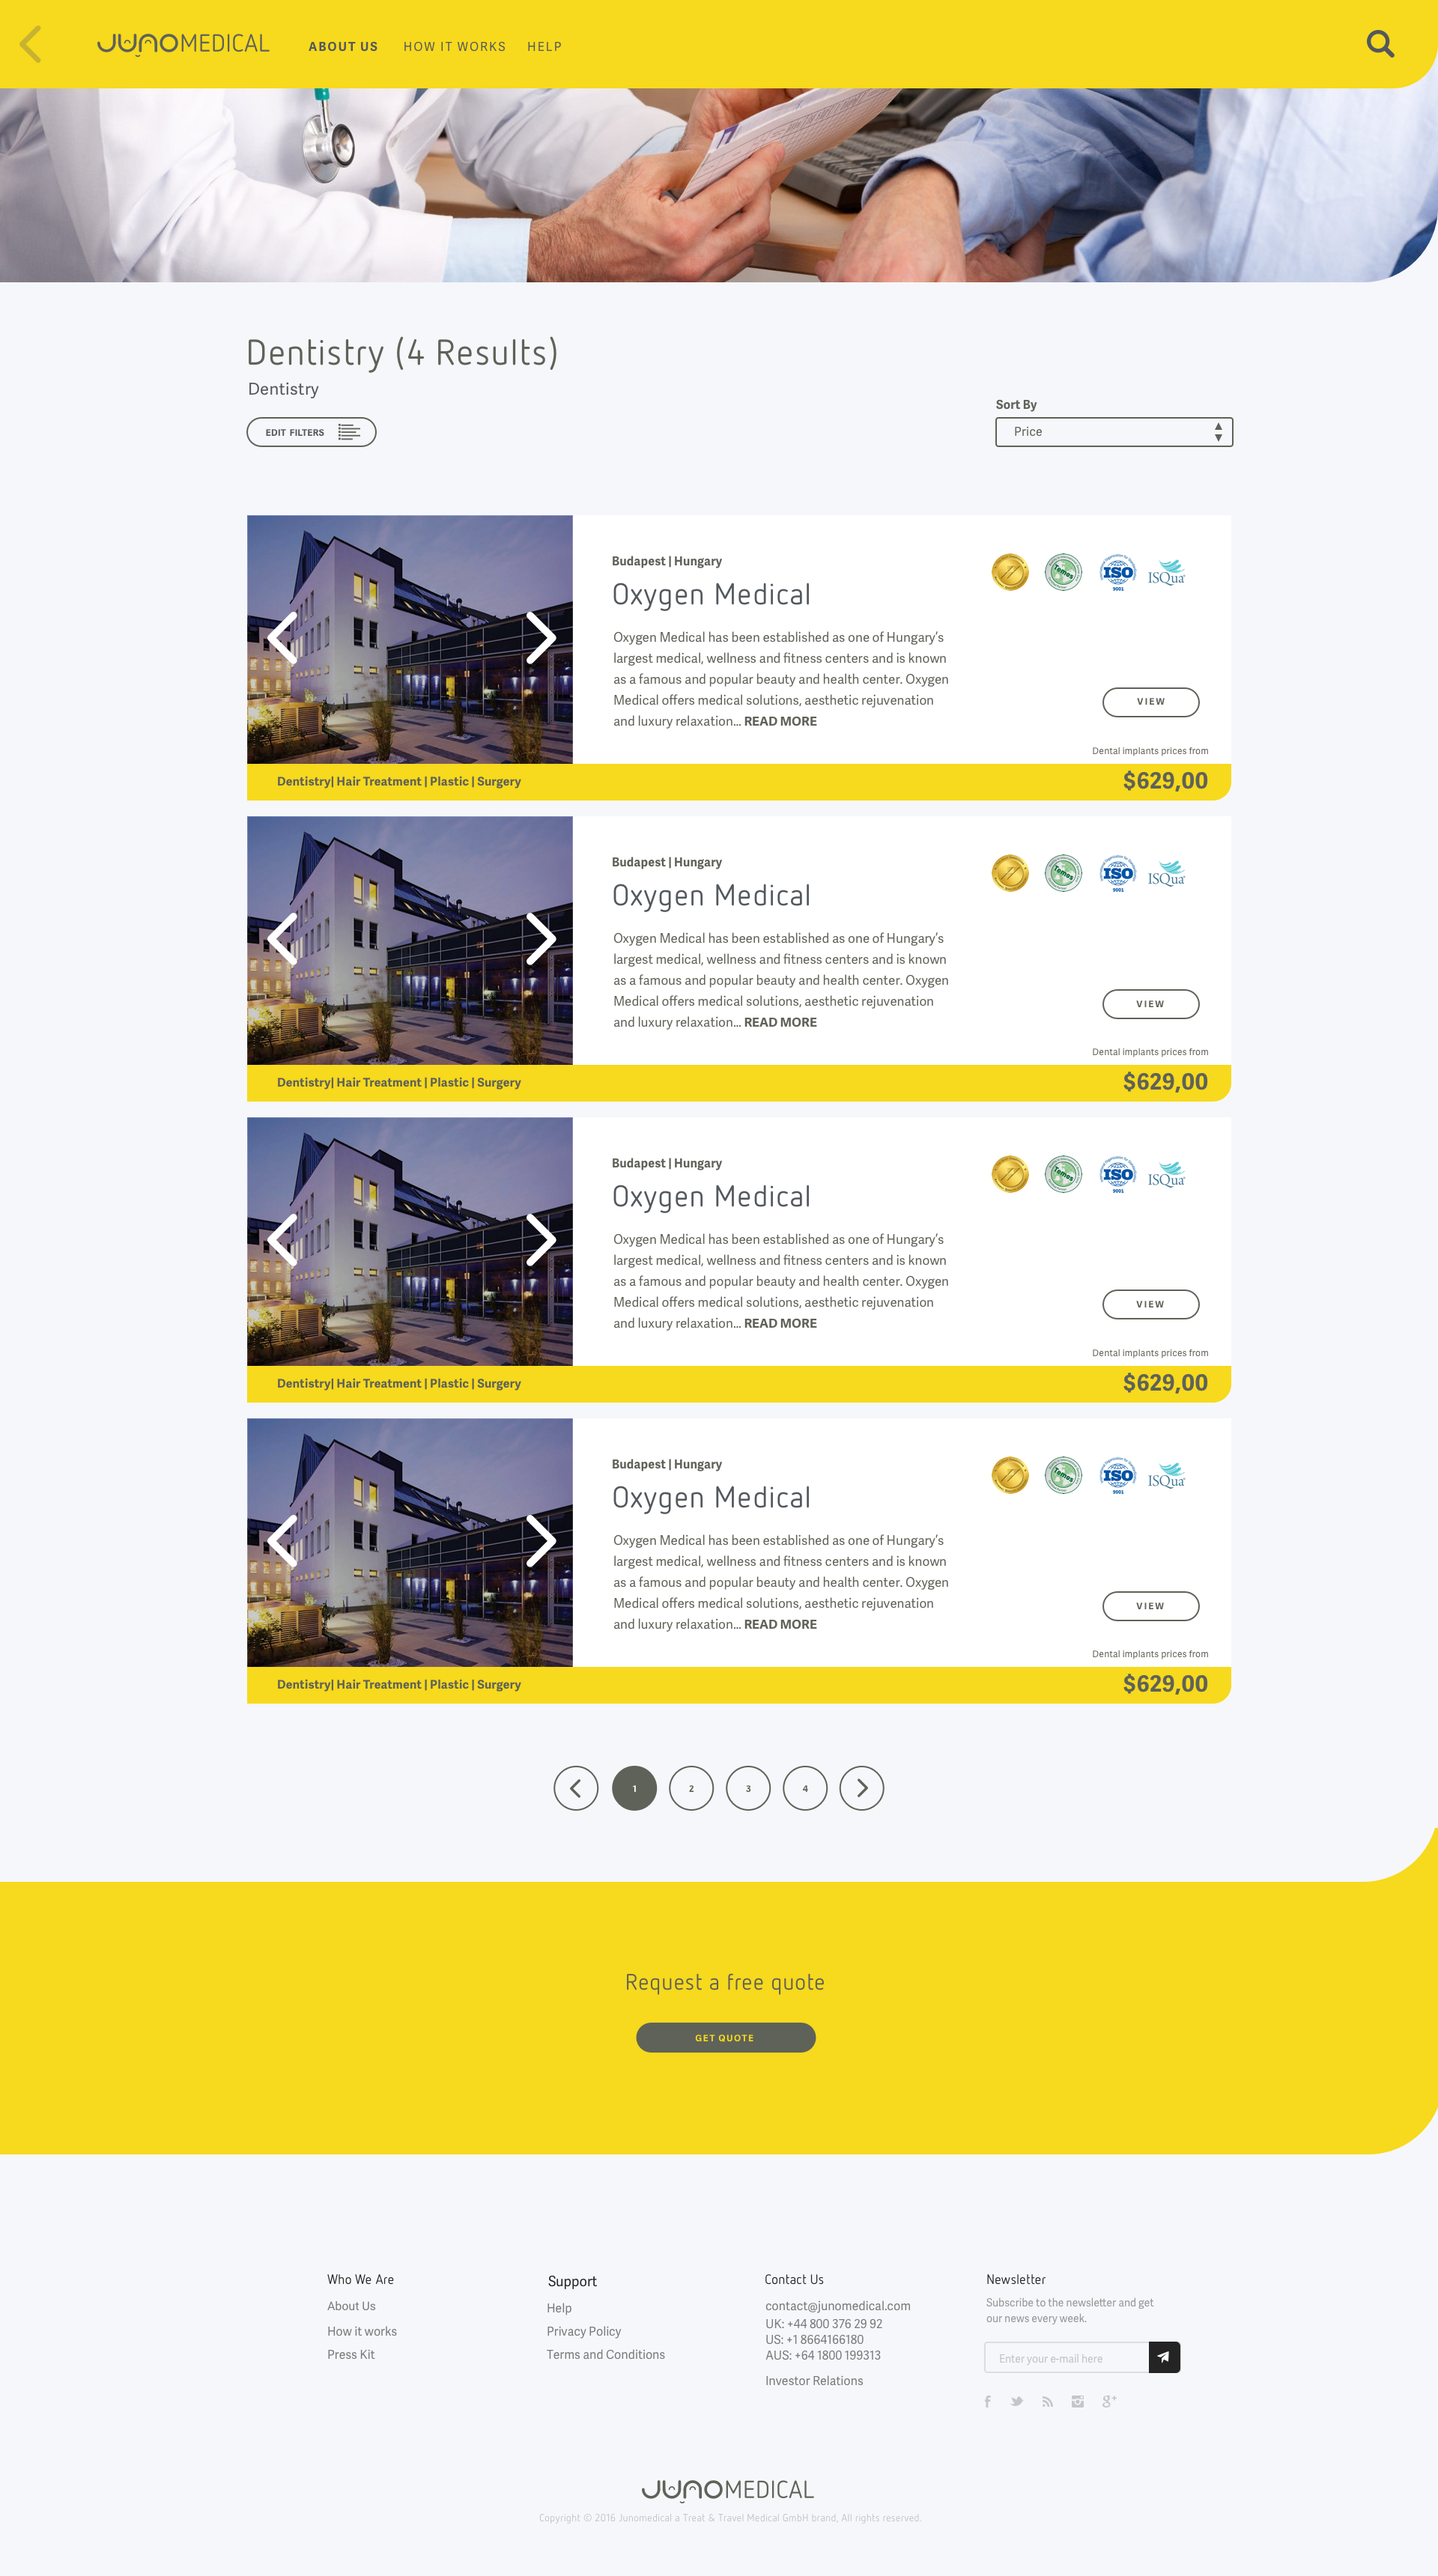 JUNOMEDICAL ABOUT US HOW IT WORKS HELP
Dentistry (4 Results)
Dentistry
EDIT FILTERS
Sort By
Price
Budapest | Hungary
Oxygen Medical
Oxygen Medical has been established as one of Hungary’s
largest medical, wellness and fitness centers and is known
as a famous and popular beauty and health center. Oxygen
Medical offers medical solutions, aesthetic rejuvenation
and luxury relaxation... READ MORE
Temos
ISO
9001
ISQua
VIEW
Dental implants prices from
Dentistry| Hair Treatment | Plastic | Surgery
$629,00
Budapest | Hungary
Oxygen Medical
Oxygen Medical has been established as one of Hungary’s
largest medical, wellness and fitness centers and is known
as a famous and popular beauty and health center. Oxygen
Medical offers medical solutions, aesthetic rejuvenation
and luxury relaxation... READ MORE
Temos
ISO
9001
ISQua
VIEW
Dental implants prices from
Dentistry| Hair Treatment | Plastic | Surgery
$629,00
Budapest | Hungary
Oxygen Medical
Oxygen Medical has been established as one of Hungary’s
largest medical, wellness and fitness centers and is known
as a famous and popular beauty and health center. Oxygen
Medical offers medical solutions, aesthetic rejuvenation
and luxury relaxation... READ MORE
Temos
ISO
9001
ISQua
VIEW
Dental implants prices from
Dentistry| Hair Treatment | Plastic | Surgery
$629,00
Budapest | Hungary
Oxygen Medical
Oxygen Medical has been established as one of Hungary’s
largest medical, wellness and fitness centers and is known
as a famous and popular beauty and health center. Oxygen
Medical offers medical solutions, aesthetic rejuvenation
and luxury relaxation... READ MORE
Temos
ISO
9001
ISQua
VIEW
Dental implants prices from
Dentistry| Hair Treatment | Plastic | Surgery
$629,00
1 2 3 4
Request a free quote
GET QUOTE
Who We Are
About Us
How it works
Press Kit
Support
Help
Privacy Policy
Terms and Conditions
Contact Us
contact@junomedical.com
UK: +44 800 376 29 92
US: +1 8664166180
AUS: +64 1800 199313
Investor Relations
Newsletter
Subscribe to the newsletter and get
our news every week.
Enter your e-mail here
JUNOMEDICAL
Copyright © 2016 Junomedical a Treat & Travel Medical GmbH brand, All rights reserved.